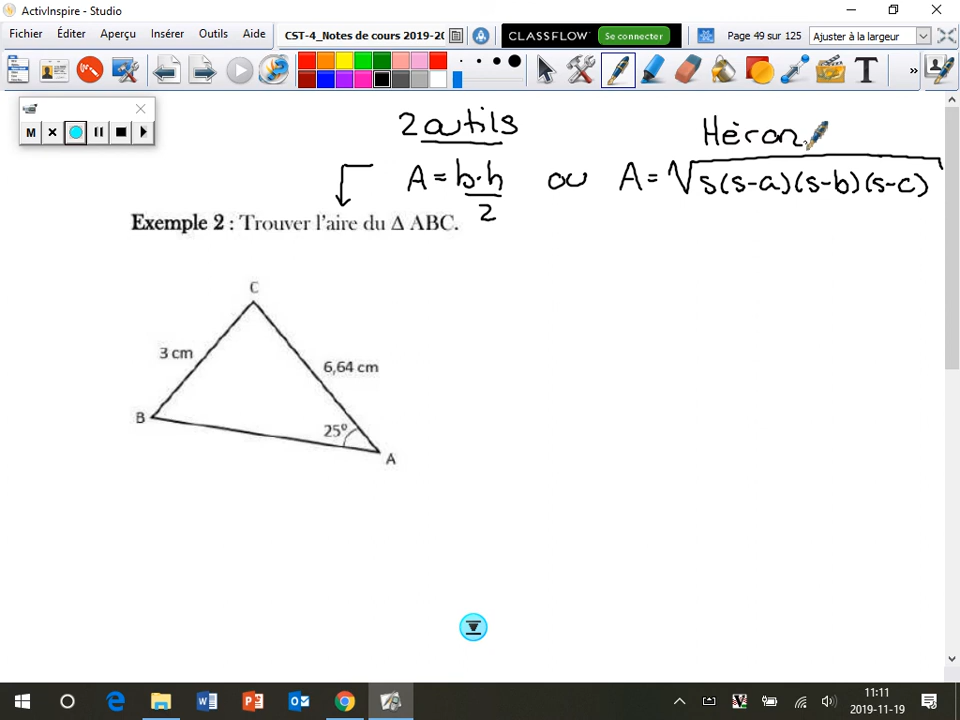 ActivInspire - Studio
Fichier Éditer Aperçu Insérer Outils Aide
CST-4_Notes de cours 2019-20
CLASSFLOW Se connecter
Page 49 sur 125
Ajuster à la largeur
T
»
M
2 outils
Héron
A = b·h/2 ou A = √s(s-a)(s-b)(s-c)
Exemple 2 : Trouver l'aire du Δ ABC.
C
3 cm
6,64 cm
B
25°
A
11:11
2019-11-19